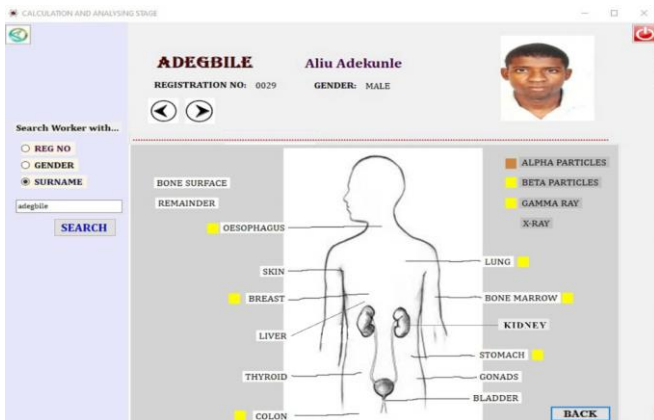 CALCULATION AND ANALYSING STAGE
ADEGBILE Aliu Adekunle
REGISTRATION NO: 0029 GENDER: MALE
Search Worker with...
REG NO
GENDER
SURNAME
adegbile
SEARCH
ALPHA PARTICLES
BONE SURFACE
BETA PARTICLES
REMAINDER
GAMMA RAY
X-RAY
OESOPHAGUS
LUNG
SKIN
BREAST
BONE MARROW
KIDNEY
LIVER
STOMACH
THYROID
GONADS
BLADDER
COLON
BACK